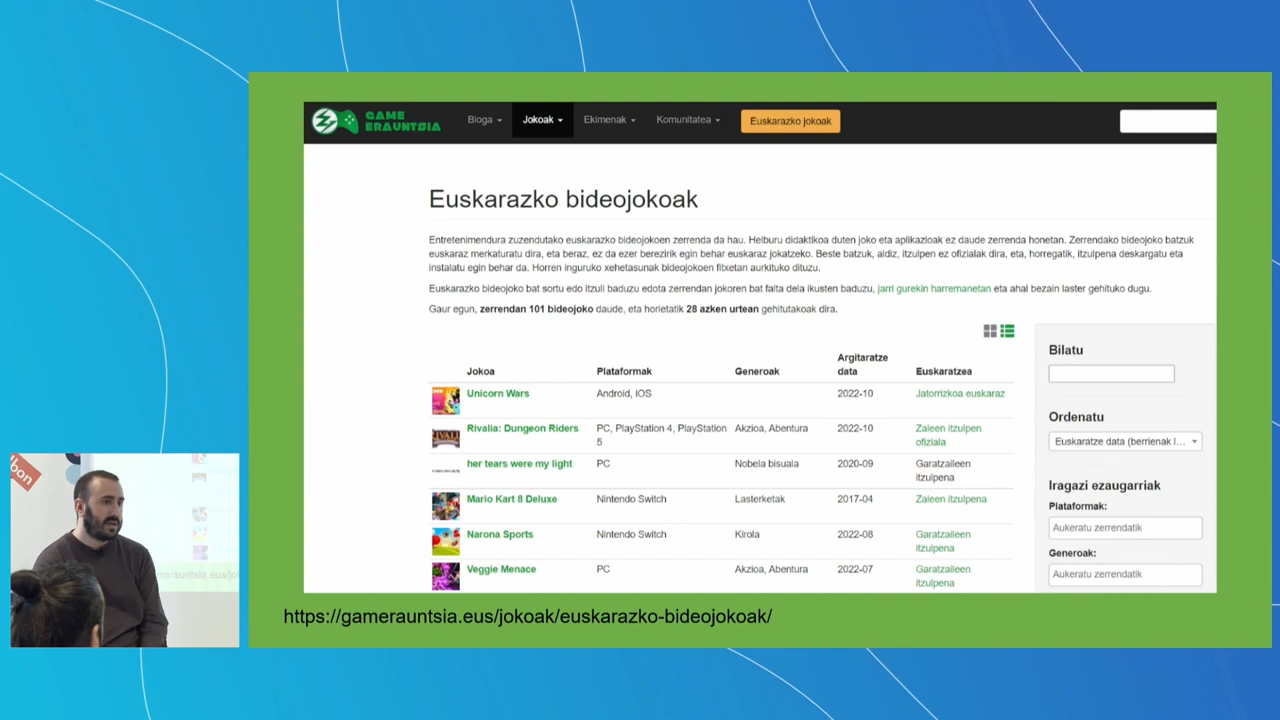 GAME
ERAUNTSIA
Bloga
Jokoak
Ekimenak
Komunitatea
Euskarazko jokoak
Euskarazko bideojokoak
Entretenimendura zuzendutako euskarazko bideojokoen zerrenda da hau. Helburu didaktikoa duten joko eta aplikazioak ez daude zerrenda honetan. Zerrendako bideojoko batzuk
euskaraz merkaturatu dira, eta beraz, ez da ezer berezirik egin behar euskaraz jokatzeko. Beste batzuk, aldiz, itzulpen ez ofizialak dira, eta, horregatik, itzulpena deskargatu eta
instalatu egin behar da. Horren inguruko xehetasunak bideojokoen fitxetan aurkituko dituzu.
Euskarazko bideojoko bat sortu edo itzuli baduzu edota zerrendan jokoren bat falta dela ikusten baduzu, jarri gurekin harremanetan eta ahal bezain laster gehituko dugu.
Gaur egun, zerrendan 101 bideojoko daude, eta horietatik 28 azken urtean gehitutakoak dira.
Jokoa Plataformak Generoak Argitaratze data Euskaratzea
Unicorn Wars Android, iOS 2022-10 Jatorrizkoa euskaraz
Rivalia: Dungeon Riders PC, PlayStation 4, PlayStation 5 Akzioa, Abentura 2022-10 Zaleen itzulpen ofiziala
her tears were my light PC Nobela bisuala 2020-09 Garatzaileen itzulpena
Mario Kart 8 Deluxe Nintendo Switch Lasterketak 2017-04 Zaleen itzulpena
Narona Sports Nintendo Switch Kirola 2022-08 Garatzaileen itzulpena
Veggie Menace PC Akzioa, Abentura 2022-07 Garatzaileen itzulpena
Bilatu
Ordenatu
Euskaratze data (berrienak l...
Iragazi ezaugarriak
Plataformak:
Aukeratu zerrendatik
Generoak:
Aukeratu zerrendatik
https://gamerauntsia.eus/jokoak/euskarazko-bideojokoak/